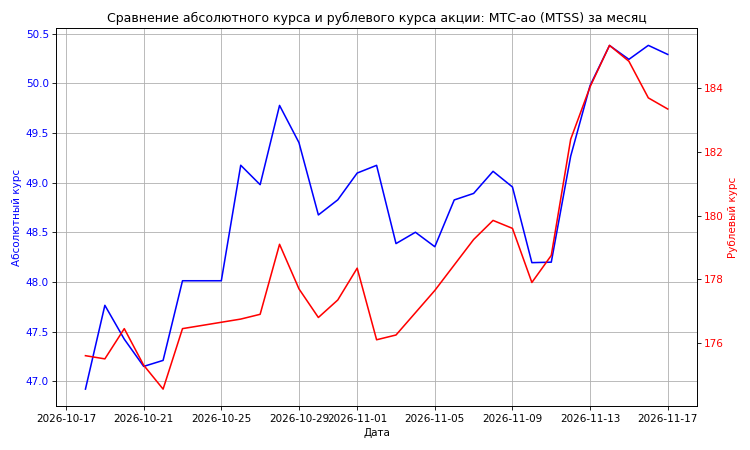 Сравнение абсолютного курса и рублевого курса акции: МТС-ао (MTSS) за месяц
50.5
50.0
49.5
49.0
48.5
48.0
47.5
47.0
Абсолютный курс
184
182
180
178
176
Рублевый курс
2026-10-17 2026-10-21 2026-10-25 2026-10-29 2026-11-01 2026-11-05 2026-11-09 2026-11-13 2026-11-17
Дата